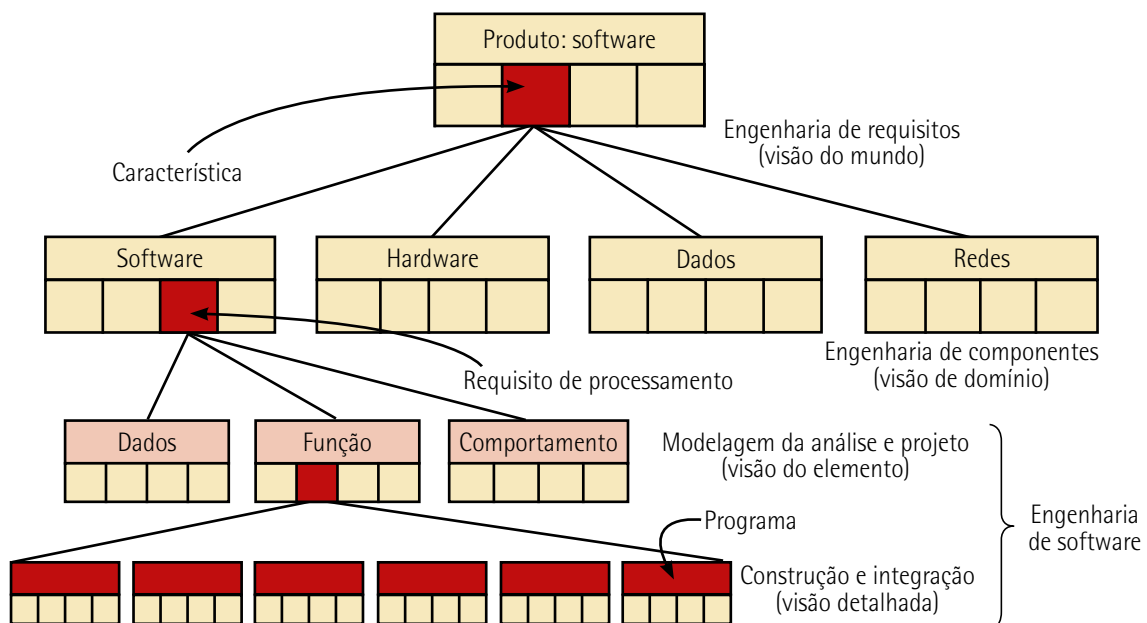 Produto: software
Engenharia de requisitos
(visão do mundo)
Característica
Software
Hardware
Dados
Redes
Engenharia de componentes
(visão de domínio)
Requisito de processamento
Dados
Função
Comportamento
Modelagem da análise e projeto
(visão do elemento)
Programa
Engenharia
de software
Construção e integração
(visão detalhada)